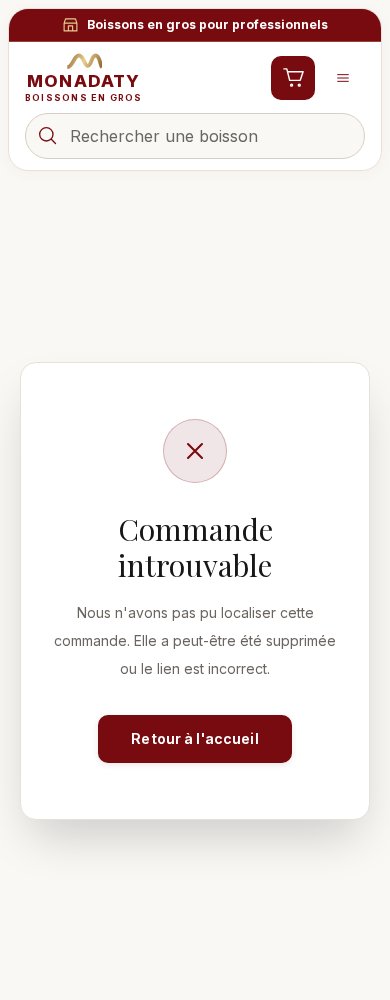 Boissons en gros pour professionnels
MONADATY
BOISSONS EN GROS
Rechercher une boisson
Commande
introuvable
Nous n'avons pas pu localiser cette
commande. Elle a peut-être été supprimée
ou le lien est incorrect.
Retour à l'accueil